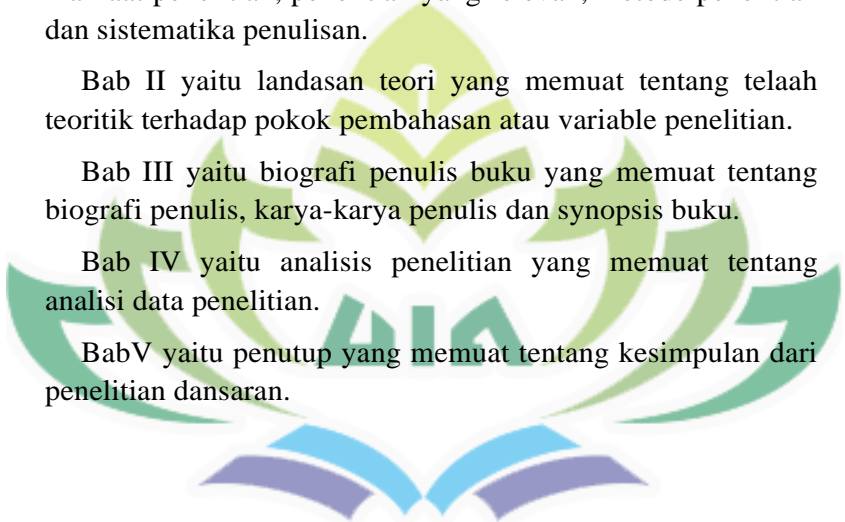 dan sistematika penulisan.
Bab II yaitu landasan teori yang memuat tentang telaah
teoritik terhadap pokok pembahasan atau variable penelitian.
Bab III yaitu biografi penulis buku yang memuat tentang
biografi penulis, karya-karya penulis dan synopsis buku.
Bab IV yaitu analisis penelitian yang memuat tentang
analisi data penelitian.
UIN
BabV yaitu penutup yang memuat tentang kesimpulan dari
penelitian dansaran.